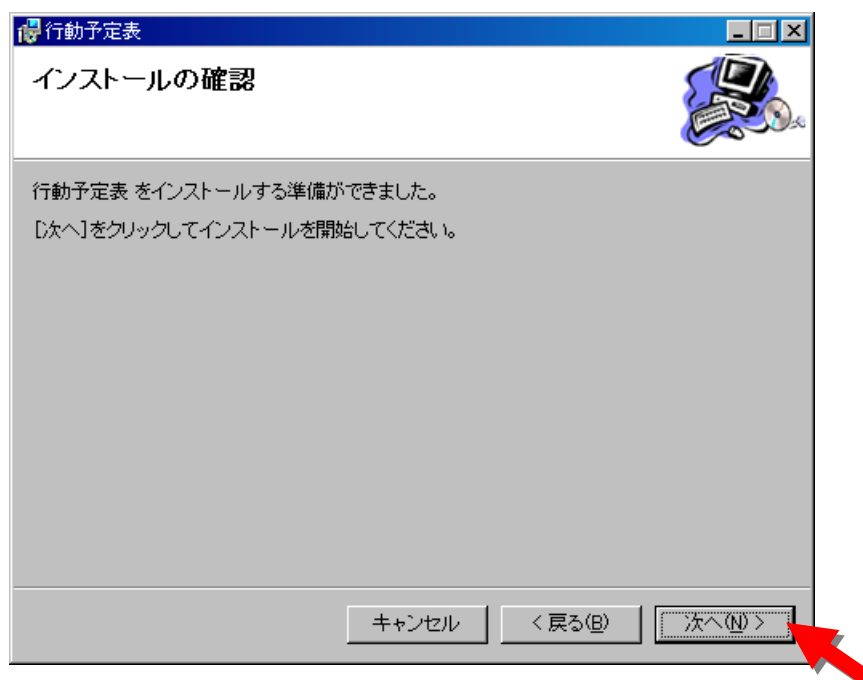 行動予定表
インストールの確認
行動予定表 をインストールする準備ができました。
[次へ]をクリックしてインストールを開始してください。
キャンセル
< 戻る(B)
次へ(N) >